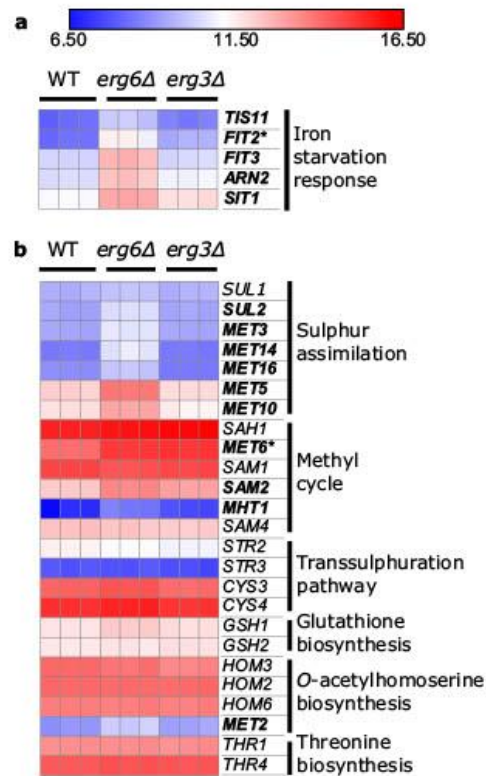 a
6.50 11.50 16.50
WT erg6Δ erg3Δ
TIS11
FIT2*
FIT3
ARN2
SIT1
Iron
starvation
response
b
WT erg6Δ erg3Δ
SUL1
SUL2
MET3
MET14
MET16
MET5
MET10
Sulphur
assimilation
SAH1
MET6*
SAM1
SAM2
MHT1
SAM4
Methyl
cycle
STR2
STR3
CYS3
CYS4
Transsulphuration
pathway
GSH1
GSH2
Glutathione
biosynthesis
HOM3
HOM2
HOM6
MET2
O-acetylhomoserine
biosynthesis
THR1
THR4
Threonine
biosynthesis